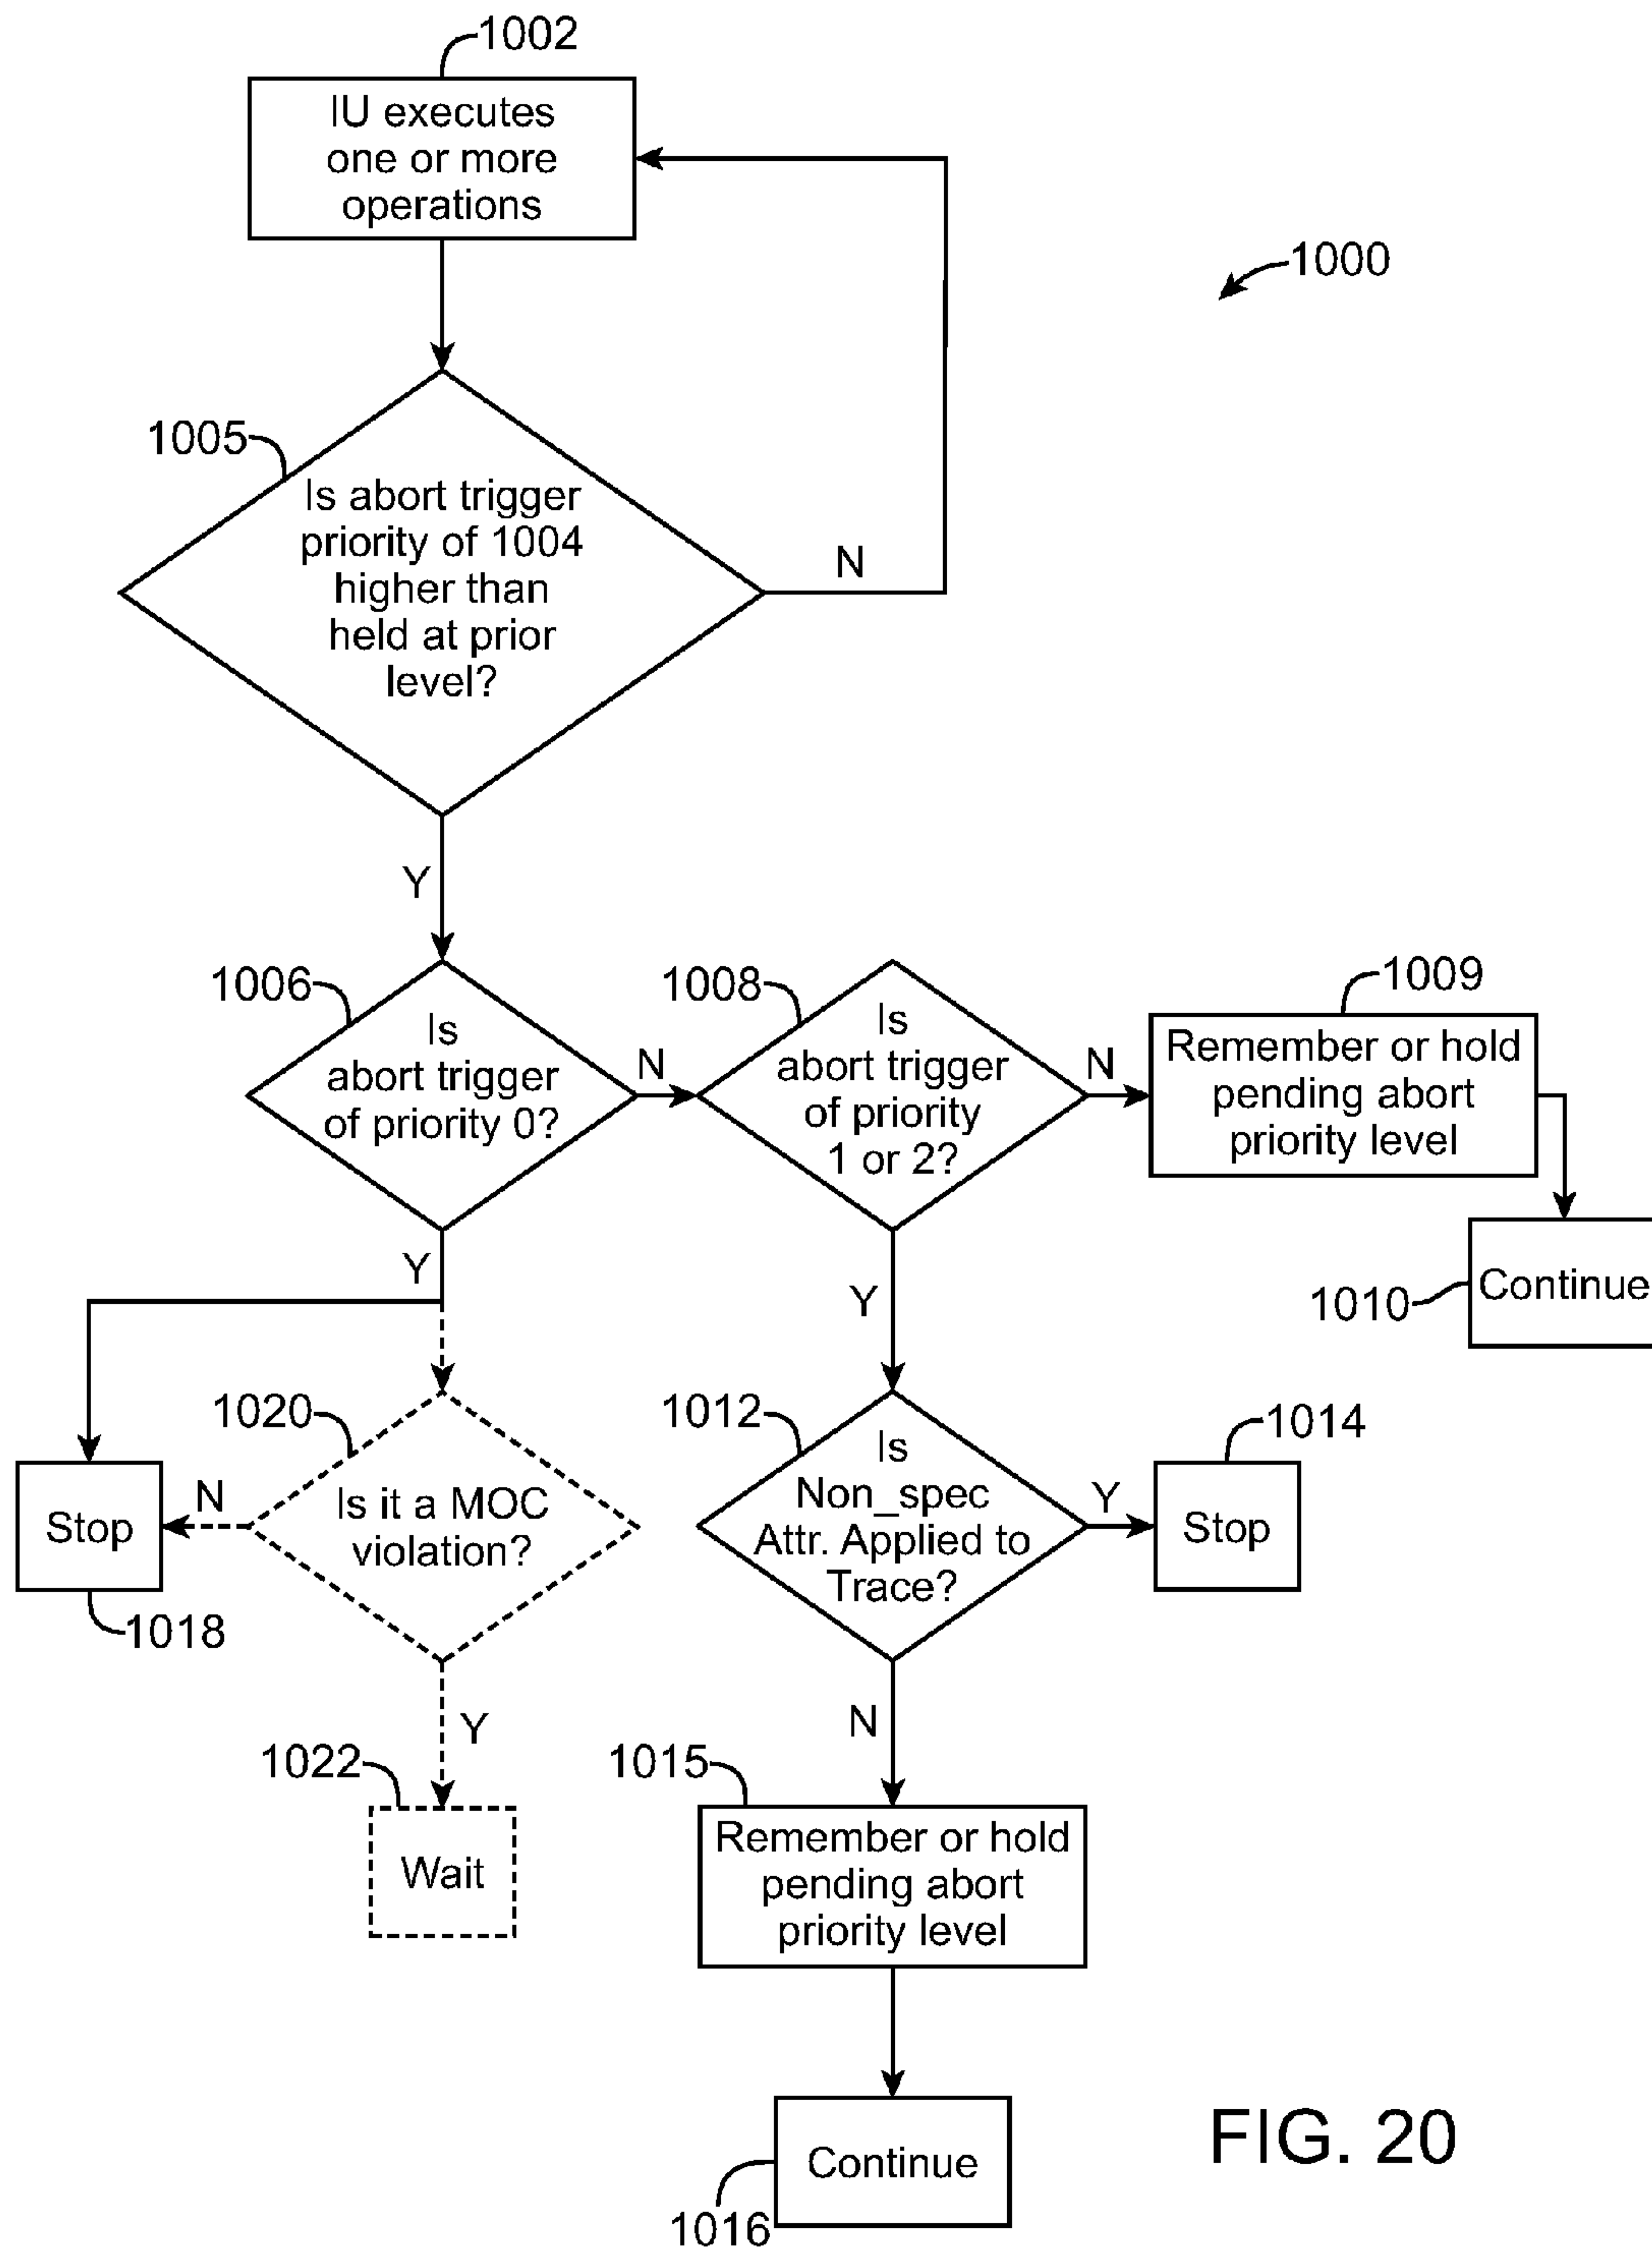 1002
IU executes
one or more
operations
1000
1005
Is abort trigger
priority of 1004
higher than
held at prior
level?
N
Y
1006
Is
abort trigger
of priority 0?
N
1008
Is
abort trigger
of priority
1 or 2?
N
1009
Remember or hold
pending abort
priority level
Y
Y
1010
Continue
1020
Is it a MOC
violation?
N
Stop
1018
1012
Is
Non_spec
Attr. Applied to
Trace?
Y
1014
Stop
Y
N
1022
Wait
1015
Remember or hold
pending abort
priority level
Continue
1016
FIG. 20